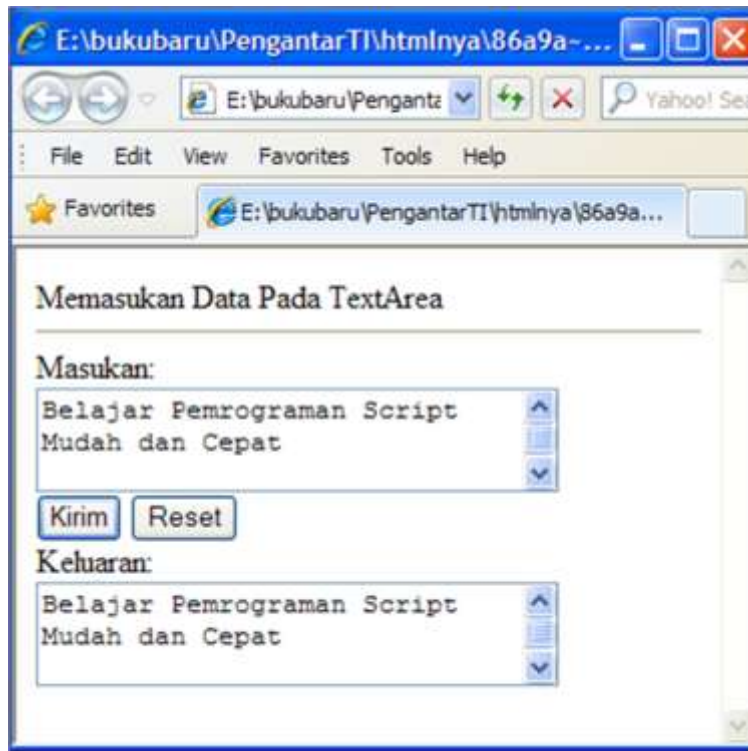 E:\bukubaru\PengantarTI\htmlnya\86a9a~...
E:\bukubaru\Penganta
Yahoo! Sea
File Edit View Favorites Tools Help
Favorites
E:\bukubaru\PengantarTI\htmlnya\86a9a...
Memasukan Data Pada TextArea
Masukan:
Belajar Pemrograman Script
Mudah dan Cepat
Kirim Reset
Keluaran:
Belajar Pemrograman Script
Mudah dan Cepat